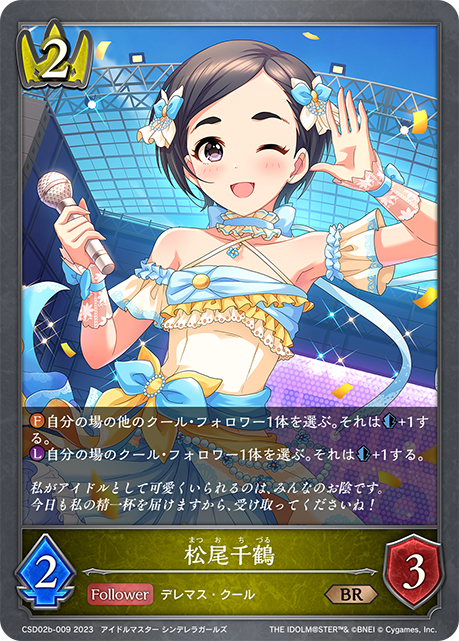 2
F 自分の場の他のクール・フォロワー1体を選ぶ。それは+1す
る。
L 自分の場のクール・フォロワー1体を選ぶ。それは+1する。
私がアイドルとして可愛くいられるのは、みんなのお陰です。
今日も私の精一杯を届けますから、受け取ってくださいね!
まつおちづる
松尾千鶴
2
Follower デレマス・クール
BR
3
CSD02b-009 2023 アイドルマスター シンデレラガールズ
THE IDOLM@STER™& ©BNEI © Cygames, Inc.